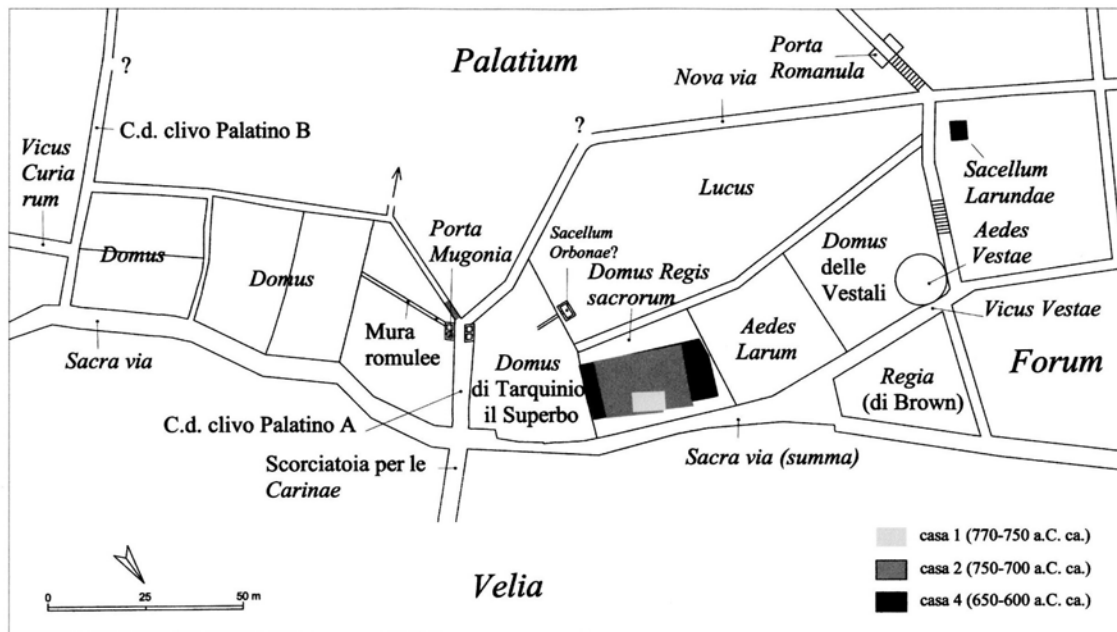 Palatium
Porta
Romanula
Nova via
?
C.d. clivo Palatino B
?
Vicus
Curia
rum
Lucus
Sacellum
Larundae
Porta
Mugonia
Sacellum
Orbonae?
Domus Regis
sacrorum
Domus
delle
Vestali
Aedes
Vestae
Domus
Domus
Mura
romulee
Vicus Vestae
Sacra via
Domus
di Tarquinio
il Superbo
Aedes
Larum
Forum
Regia
(di Brown)
C.d. clivo Palatino A
Sacra via (summa)
Scorciatoia per le
Carinae
Velia
0 25 50 m
casa 1 (770-750 a.C. ca.)
casa 2 (750-700 a.C. ca.)
casa 4 (650-600 a.C. ca.)